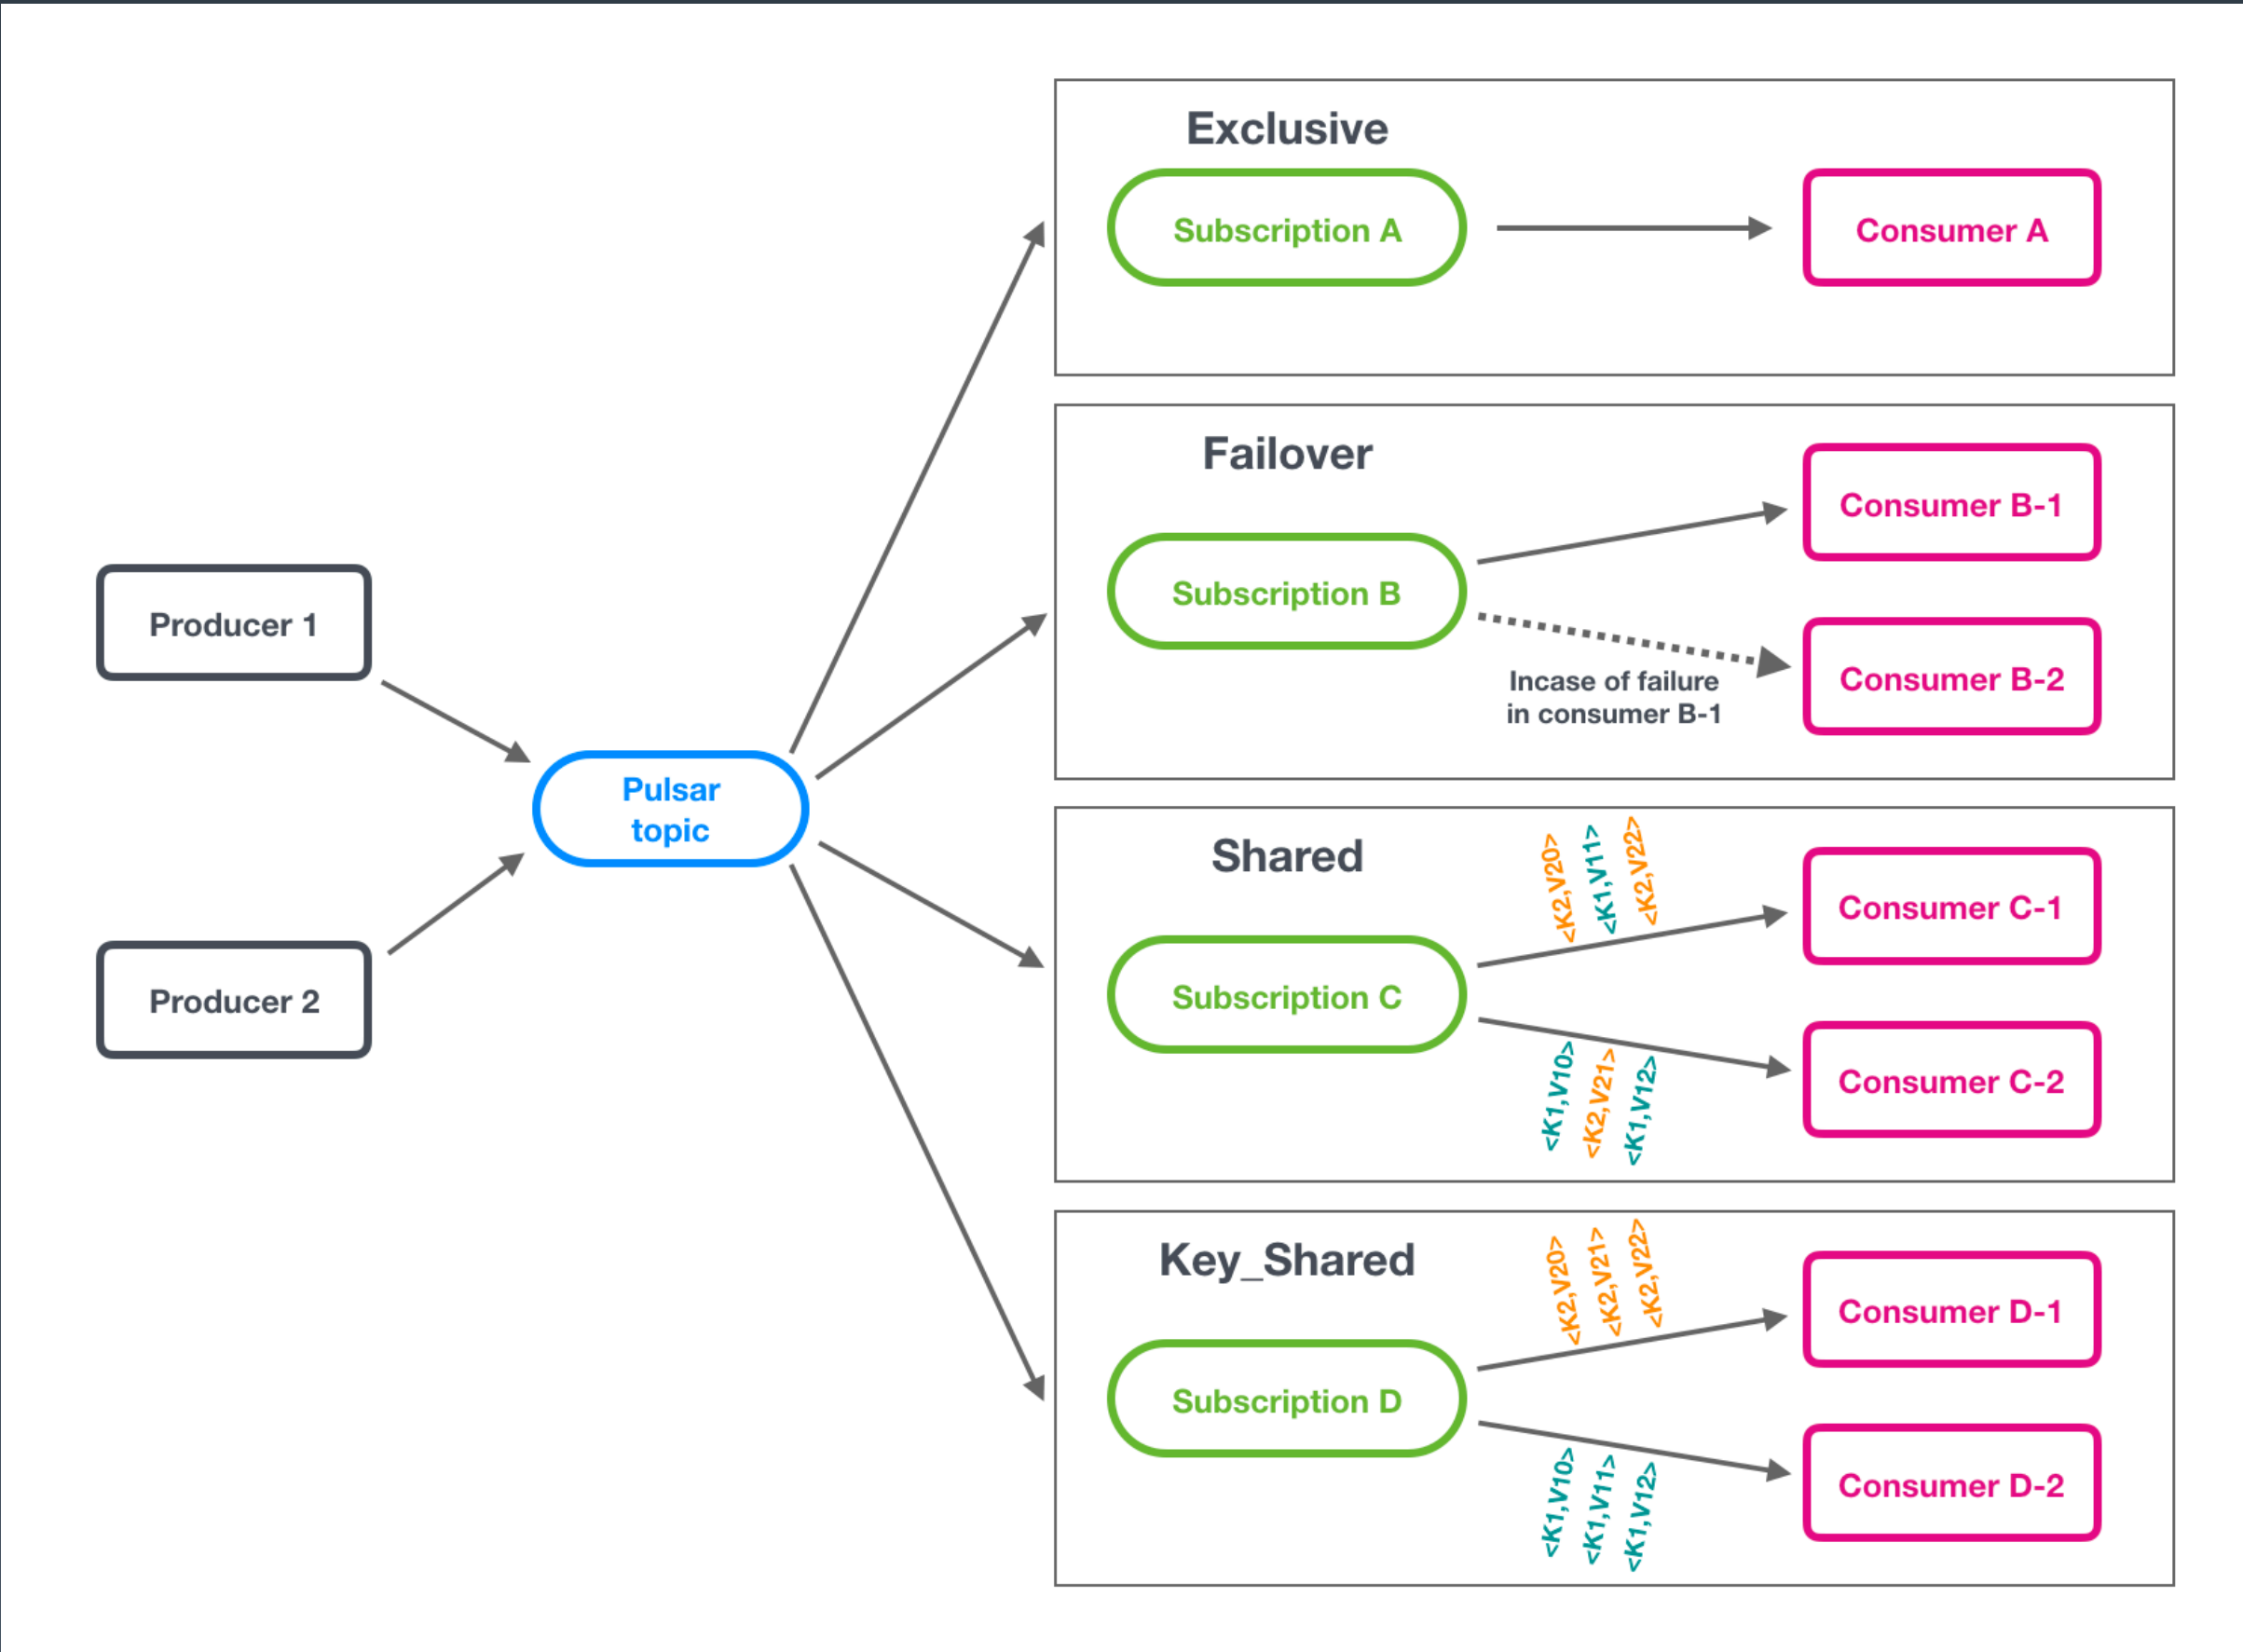 Exclusive
Subscription A
Consumer A
Failover
Consumer B-1
Subscription B
Incase of failure
in consumer B-1
Consumer B-2
Producer 1
Pulsar
topic
Producer 2
Shared
<K2,V20>
<K1,V11>
<K2,V22>
Consumer C-1
Subscription C
<K1,V10>
<K2,V21>
<K1,V12>
Consumer C-2
Key_Shared
<K2,V20>
<K2,V21>
<K2,V22>
Consumer D-1
Subscription D
<K1,V10>
<K1,V11>
<K1,V12>
Consumer D-2